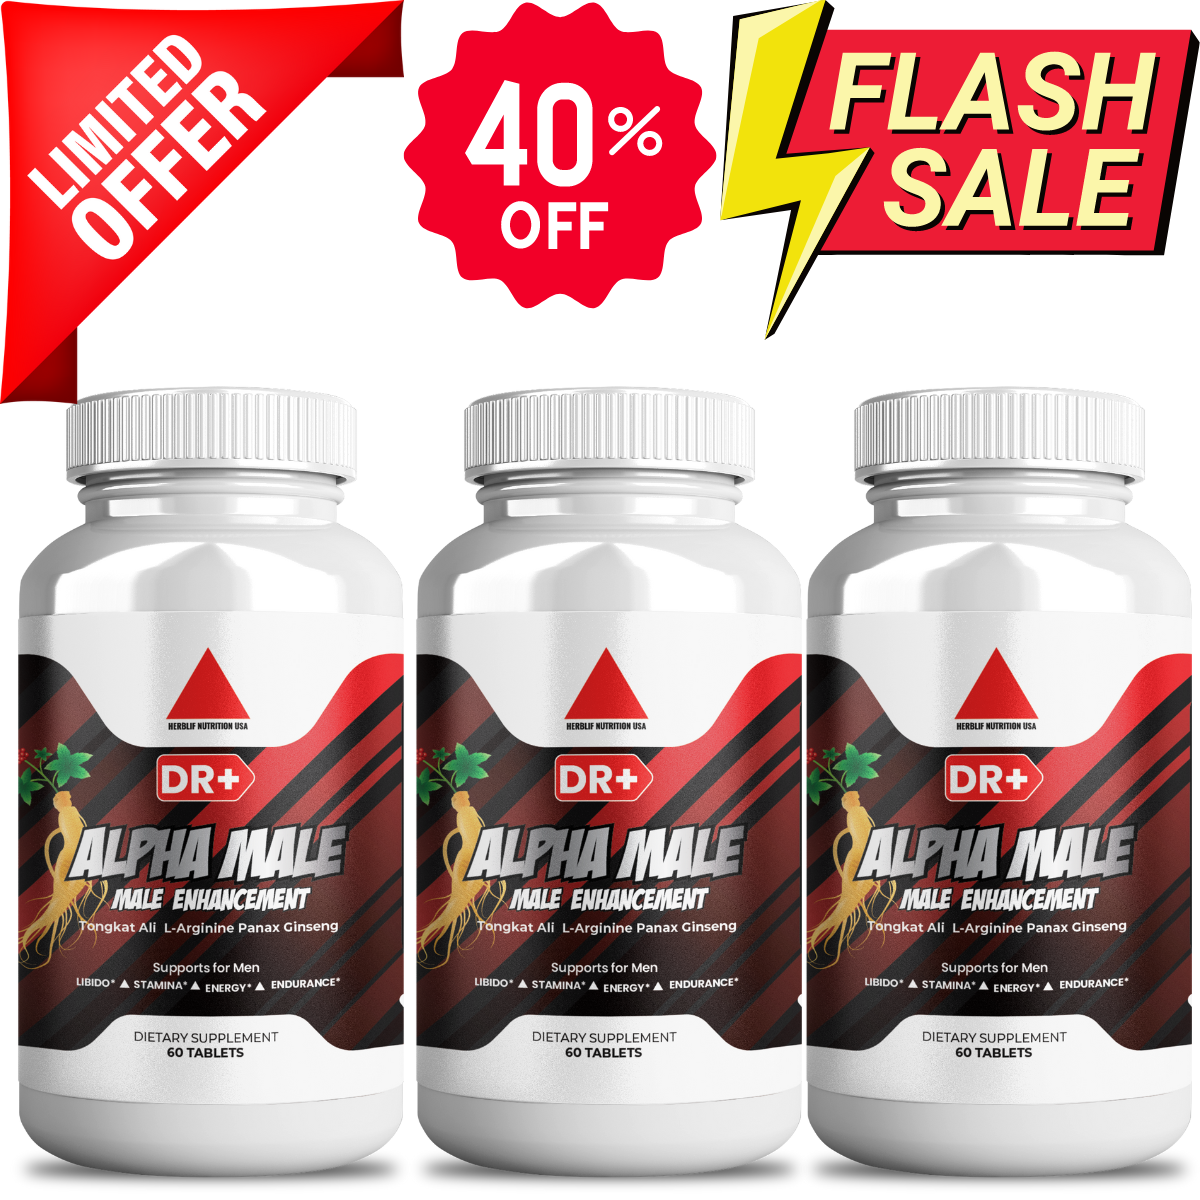 LIMITED
OFFER
40%
OFF
FLASH
SALE
HERBLIF NUTRITION USA
DR+
ALPHA MALE
MALE ENHANCEMENT
Tongkat Ali L-Arginine Panax Ginseng
Supports for Men
LIBIDO* ▲ STAMINA* ▲ ENERGY* ▲ ENDURANCE*
DIETARY SUPPLEMENT
60 TABLETS
HERBLIF NUTRITION USA
DR+
ALPHA MALE
MALE ENHANCEMENT
Tongkat Ali L-Arginine Panax Ginseng
Supports for Men
LIBIDO* ▲ STAMINA* ▲ ENERGY* ▲ ENDURANCE*
DIETARY SUPPLEMENT
60 TABLETS
HERBLIF NUTRITION USA
DR+
ALPHA MALE
MALE ENHANCEMENT
Tongkat Ali L-Arginine Panax Ginseng
Supports for Men
LIBIDO* ▲ STAMINA* ▲ ENERGY* ▲ ENDURANCE*
DIETARY SUPPLEMENT
60 TABLETS